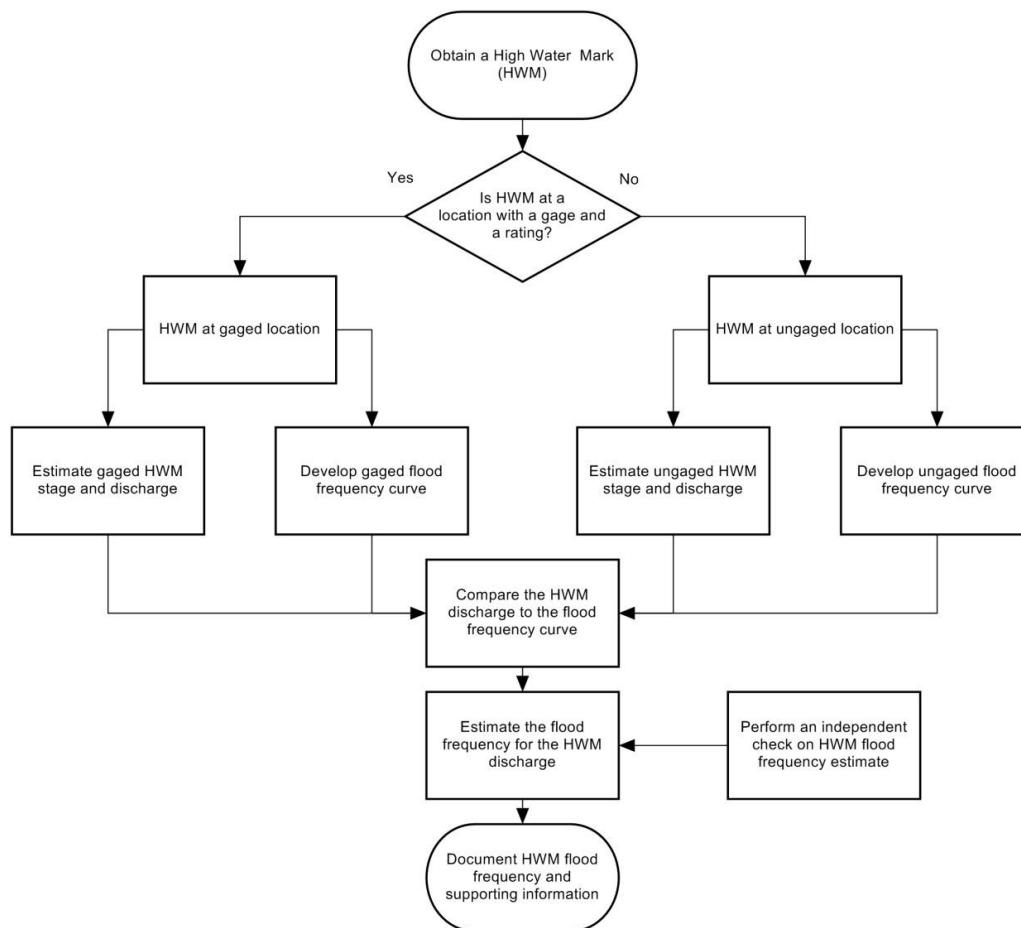 Obtain a High Water Mark
(HWM)
Yes
No
Is HWM at a
location with a gage and
a rating?
HWM at gaged location
HWM at ungaged location
Estimate gaged HWM
stage and discharge
Develop gaged flood
frequency curve
Estimate ungaged HWM
stage and discharge
Develop ungaged flood
frequency curve
Compare the HWM
discharge to the flood
frequency curve
Estimate the flood
frequency for the HWM
discharge
Perform an independent
check on HWM flood
frequency estimate
Document HWM flood
frequency and
supporting information